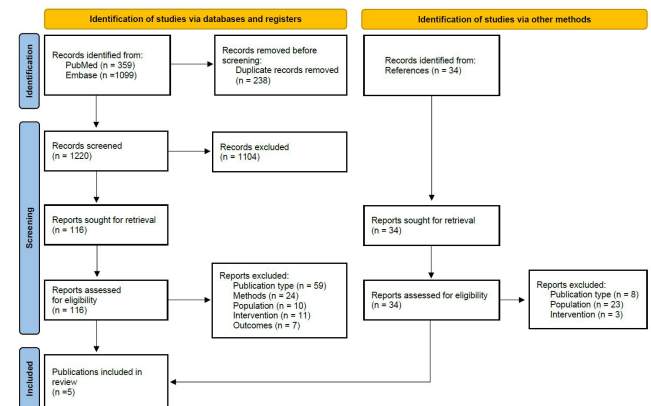 Identification of studies via databases and registers
Identification of studies via other methods
Identification
Records identified from:
PubMed (n = 359)
Embase (n =1099)
Records removed before
screening:
Duplicate records removed
(n = 238)
Records identified from:
References (n = 34)
Screening
Records screened
(n = 1220)
Records excluded
(n = 1104)
Reports sought for retrieval
(n = 116)
Reports sought for retrieval
(n = 34)
Reports assessed
for eligibility
(n = 116)
Reports excluded:
Publication type (n = 59)
Methods (n = 24)
Population (n = 10)
Intervention (n = 11)
Outcomes (n = 7)
Reports assessed for eligibility
(n = 34)
Reports excluded:
Publication type (n = 8)
Population (n = 23)
Intervention (n = 3)
Included
Publications included in
review
(n =5)